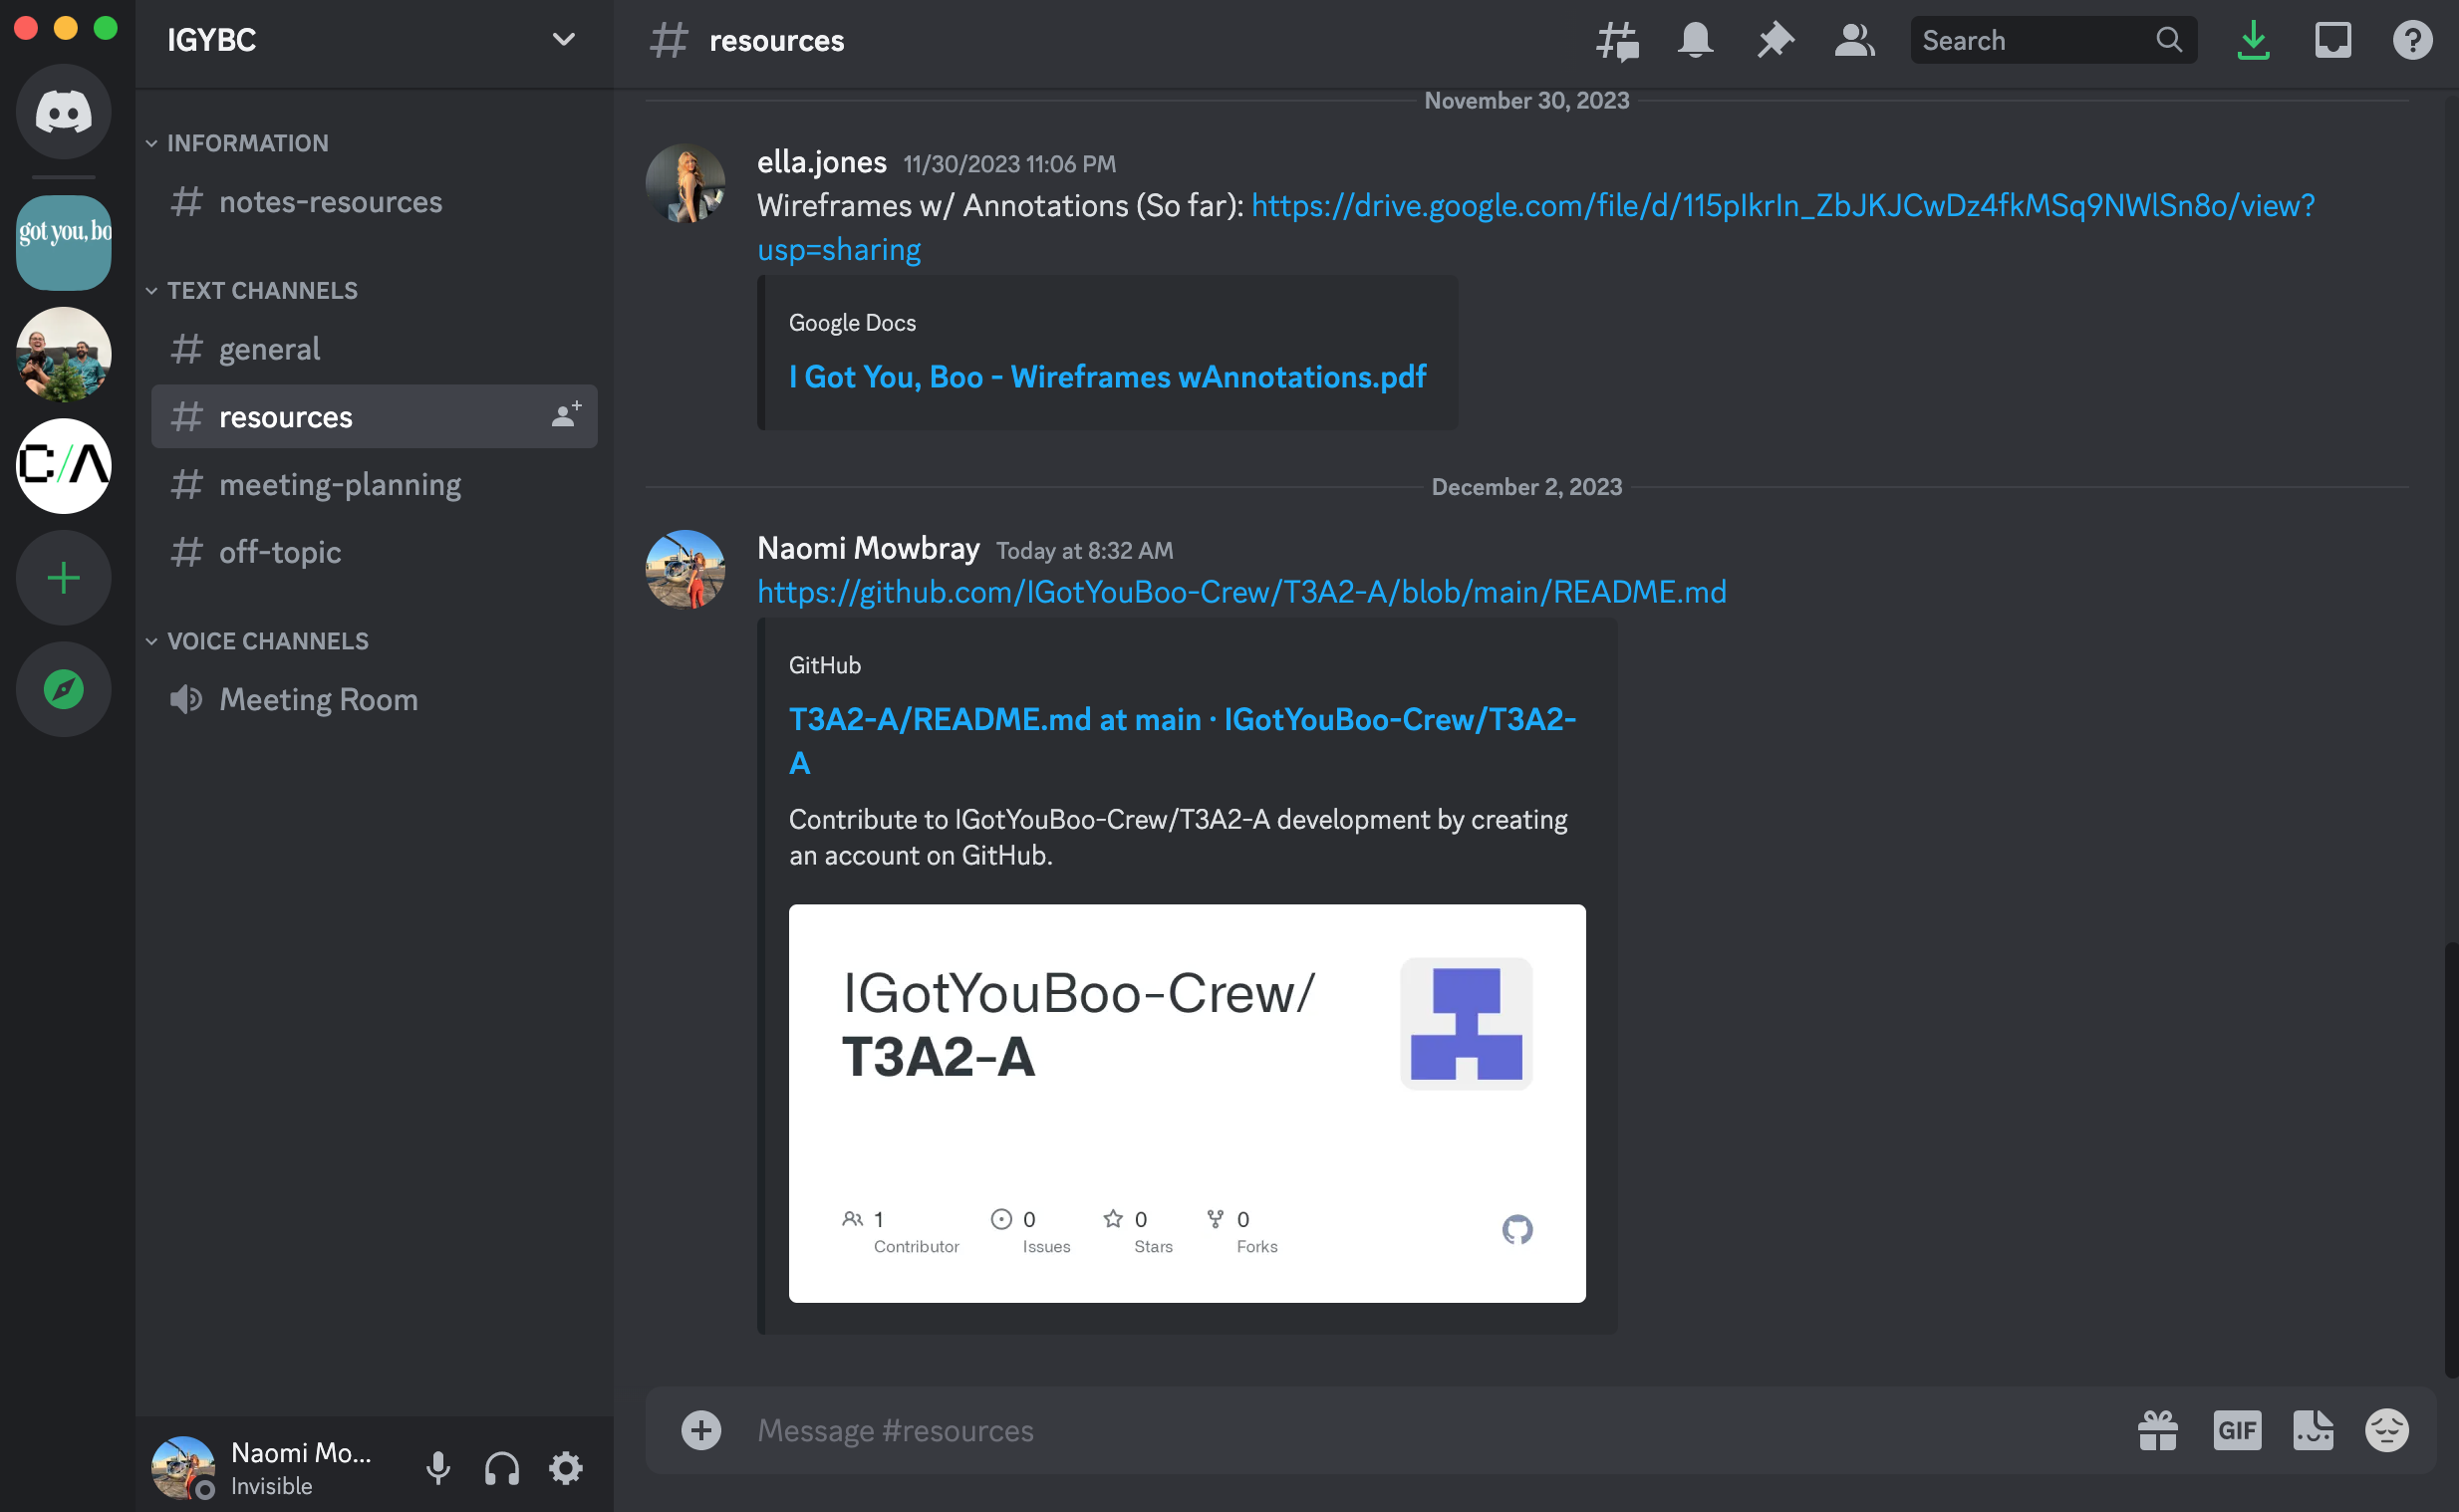 IGYBC
resources
Search
got you, bo
C/A
INFORMATION
notes-resources
TEXT CHANNELS
general
resources
meeting-planning
off-topic
VOICE CHANNELS
Meeting Room
November 30, 2023
ella.jones 11/30/2023 11:06 PM
Wireframes w/ Annotations (So far): https://drive.google.com/file/d/115pIkrIn_ZbJKJCwDz4fkMSq9NWlSn8o/view?
usp=sharing
Google Docs
I Got You, Boo - Wireframes wAnnotations.pdf
December 2, 2023
Naomi Mowbray Today at 8:32 AM
https://github.com/IGotYouBoo-Crew/T3A2-A/blob/main/README.md
GitHub
T3A2-A/README.md at main · IGotYouBoo-Crew/T3A2-
A
Contribute to IGotYouBoo-Crew/T3A2-A development by creating
an account on GitHub.
IGotYouBoo-Crew/
T3A2-A
1 0 0 0
Contributor Issues Stars Forks
Message #resources
GIF
Naomi Mo...
Invisible